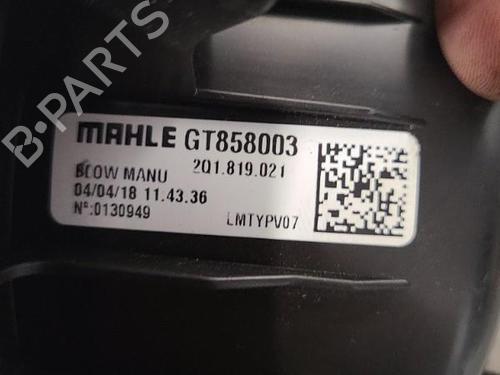 B-PARTS
MAHLE GT858003
2Q1.819.021
BLOW MANU
04/04/18 11.43.36
N°:0130949
LMTYPV07